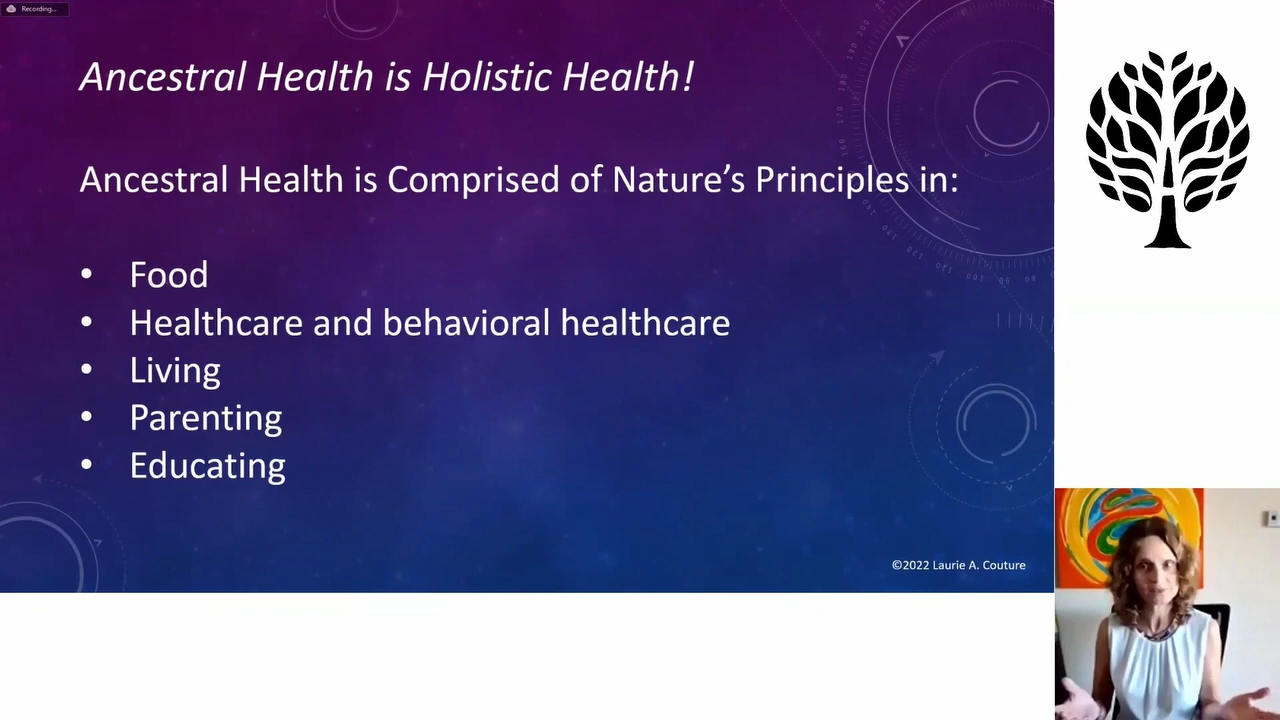 Recording...
Ancestral Health is Holistic Health!
Ancestral Health is Comprised of Nature’s Principles in:
• Food
• Healthcare and behavioral healthcare
• Living
• Parenting
• Educating
©2022 Laurie A. Couture